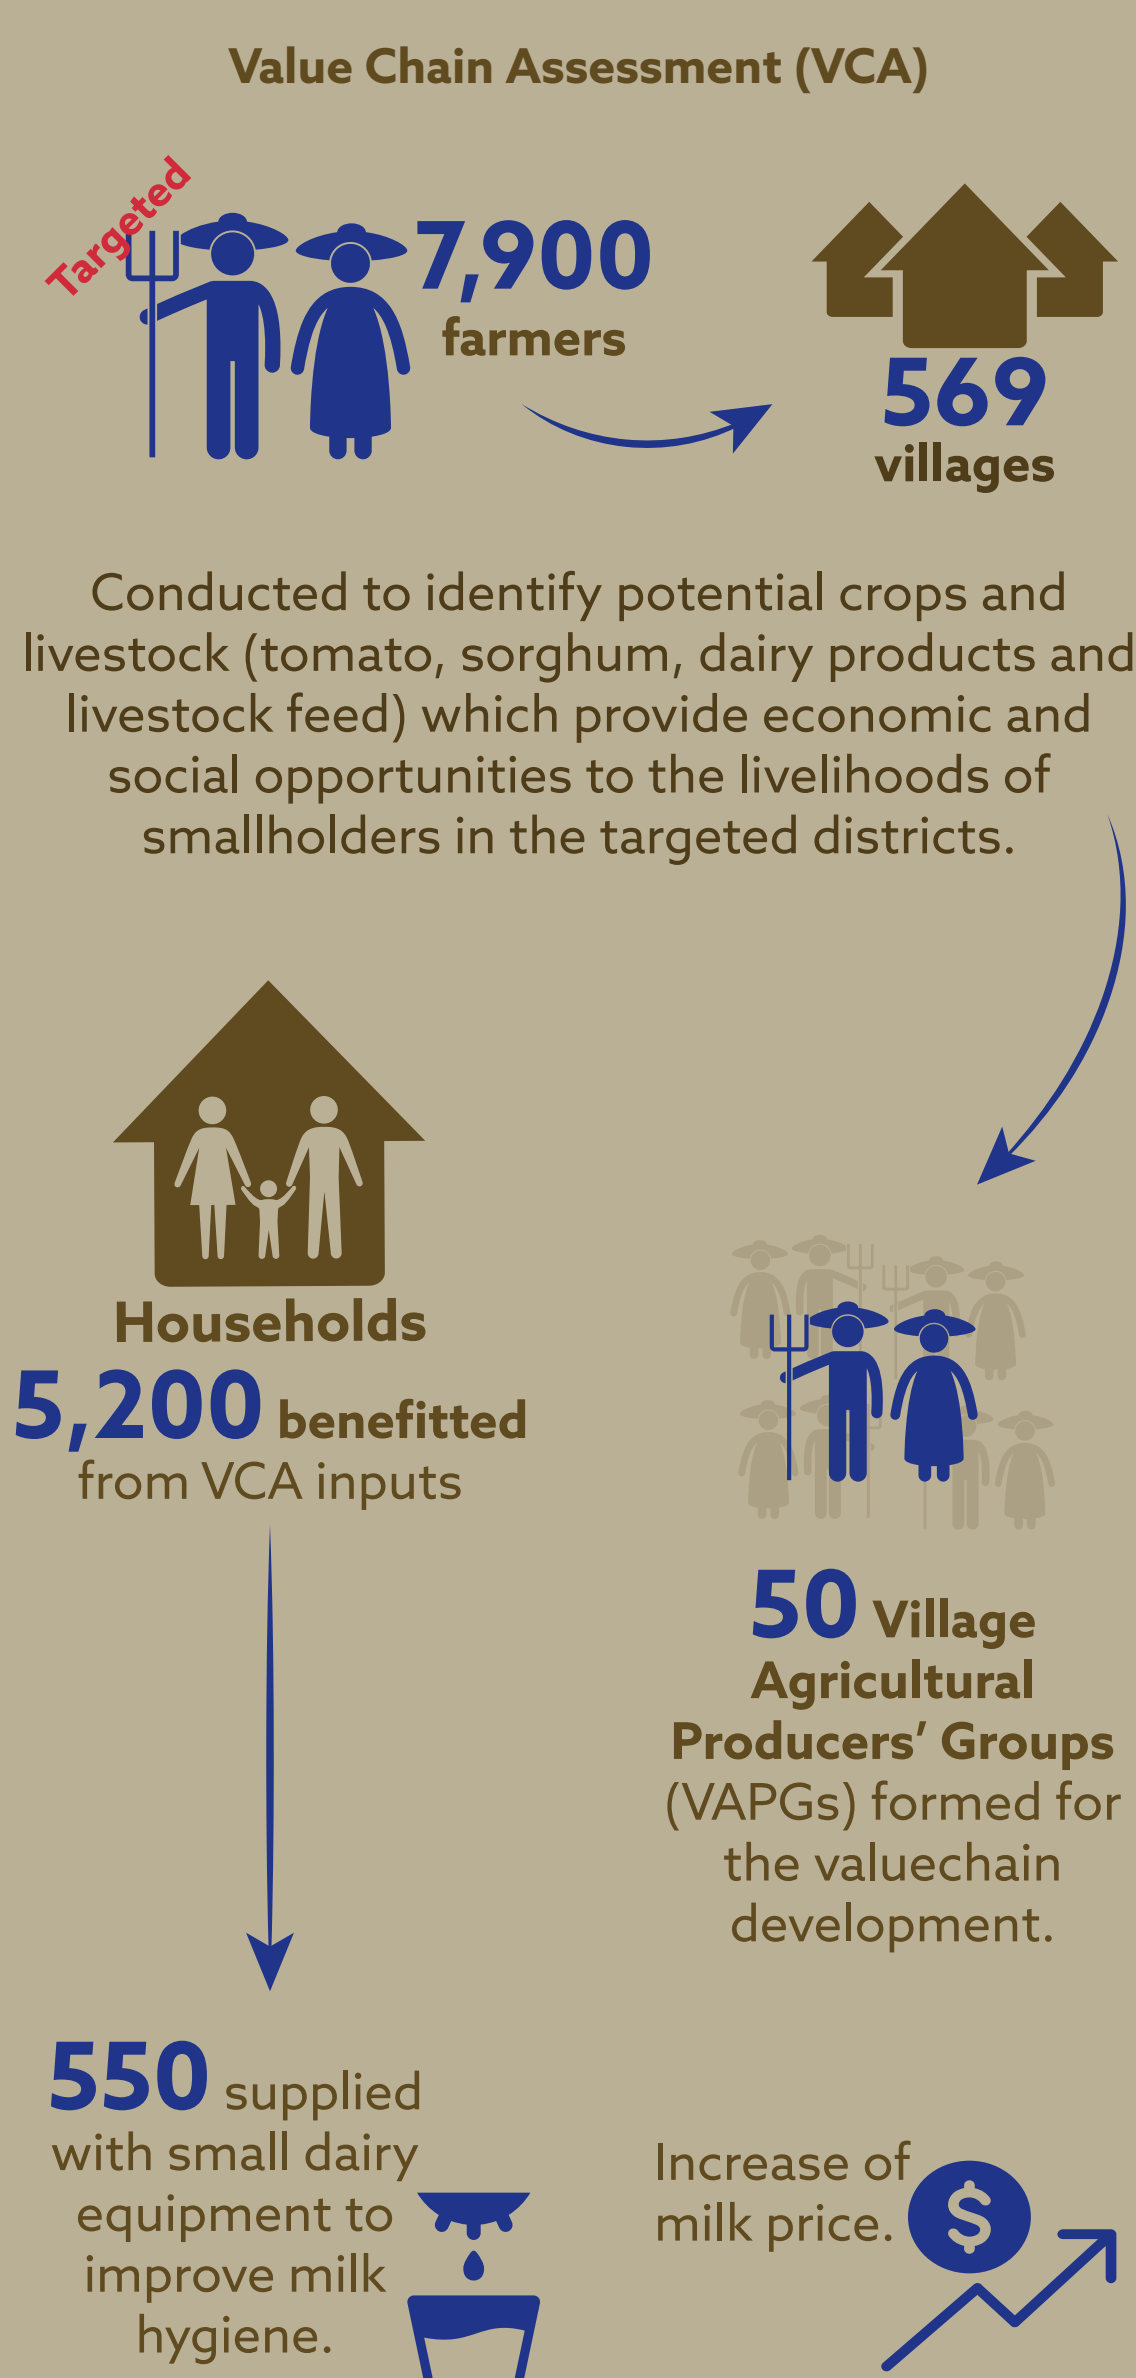 Value Chain Assessment (VCA)
Targeted
7,900
farmers
569
villages
Conducted to identify potential crops and
livestock (tomato, sorghum, dairy products and
livestock feed) which provide economic and
social opportunities to the livelihoods of
smallholders in the targeted districts.
Households
5,200 benefitted
from VCA inputs
50 Village
Agricultural
Producers’ Groups
(VAPGs) formed for
the valuechain
development.
550 supplied
with small dairy
equipment to
improve milk
hygiene.
Increase of
milk price.
$